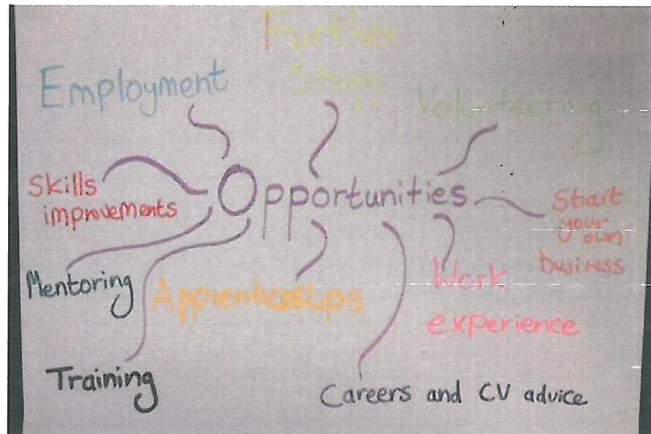 Further
Study
Employment
Volunteering
Opportunities
Skills
improvements
Start
your own
business
Mentoring
Apprenticeships
Work
experience
Training
Careers and CV advice